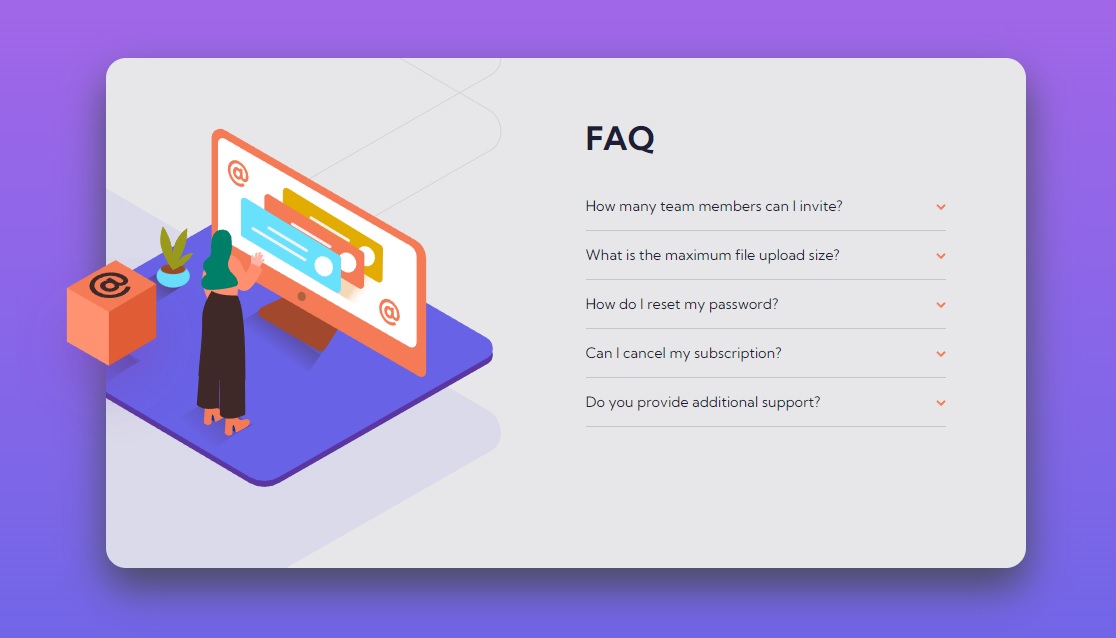 FAQ
How many team members can I invite?
What is the maximum file upload size?
How do I reset my password?
Can I cancel my subscription?
Do you provide additional support?
@
@
@